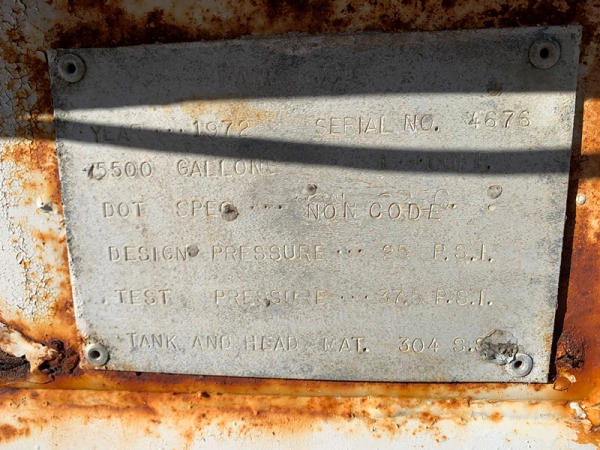 YEAR ··· 1972 SERIAL NO. 4676
5500 GALLONS
DOT SPEC ··· NON CODE
DESIGN PRESSURE ··· P.S.I.
TEST PRESSURE ··· P.S.I.
TANK AND HEAD MAT. 304 S.S.